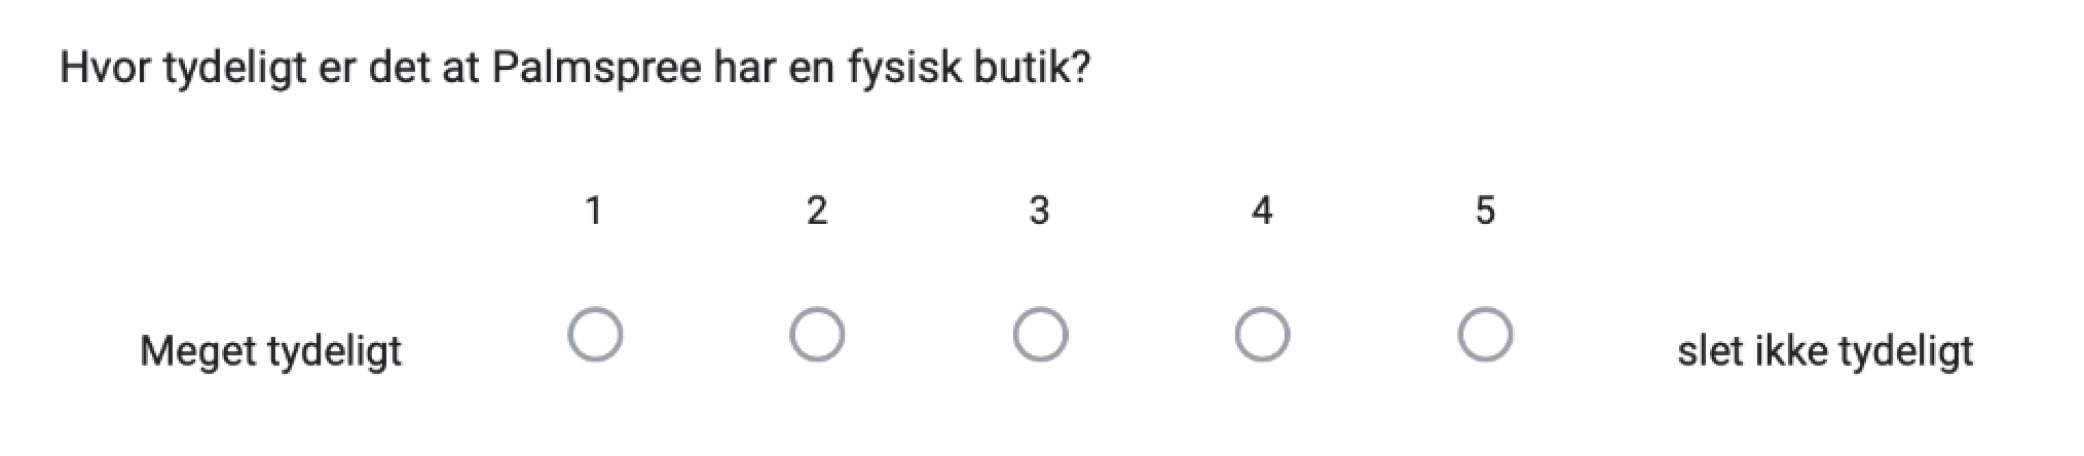 Hvor tydeligt er det at Palmspree har en fysisk butik?
1 2 3 4 5
Meget tydeligt slet ikke tydeligt